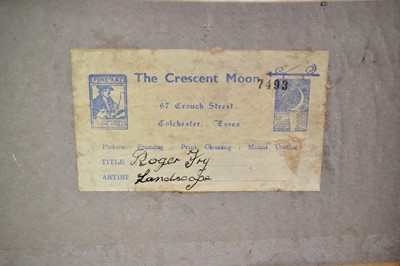 FINE ART
The Crescent Moon
7493
67 Crouch Street..
Colchester Essex
Picture Framing : Print Cleaning : Mount Cutting
TITLE Roger Fry
ARTIST Landscape